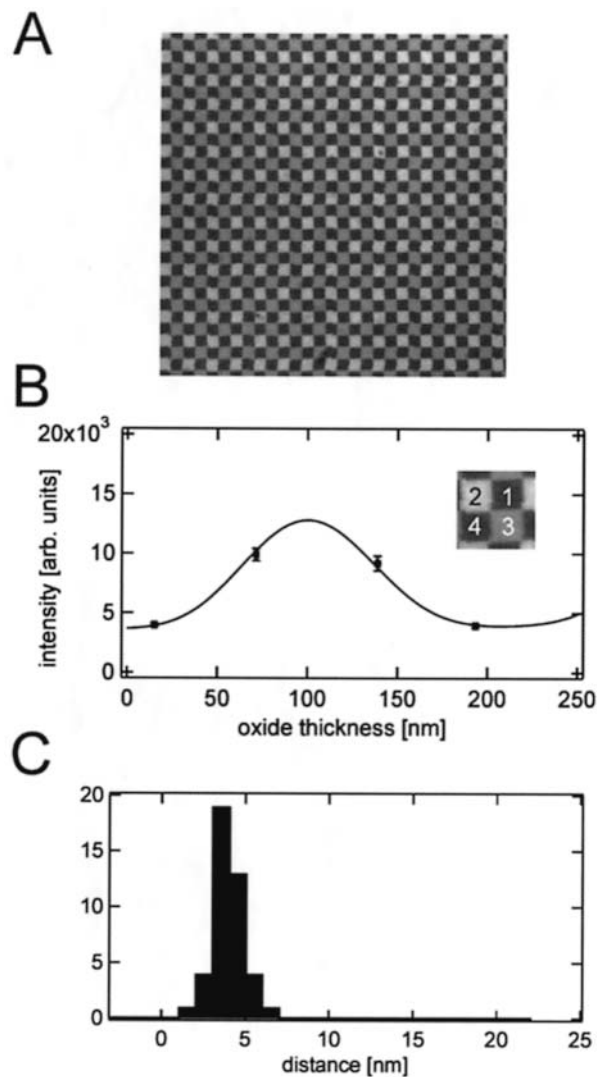 A
B
20x10³
15
10
5
0
intensity [arb. units]
2 1
4 3
0 50 100 150 200 250
oxide thickness [nm]
C
20
15
10
5
0
0 5 10 15 20 25
distance [nm]